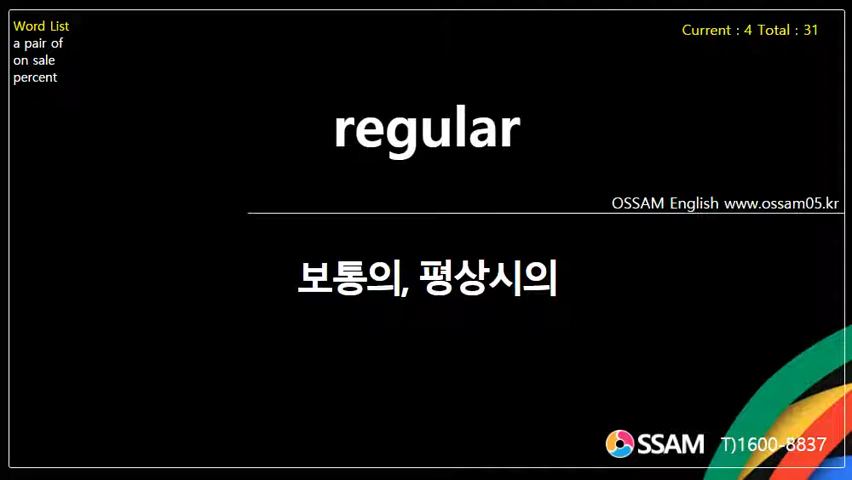 Word List
a pair of
on sale
percent
Current : 4 Total : 31
regular
OSSAM English www.ossam05.kr
보통의, 평상시의
OSSAM T)1600-8837